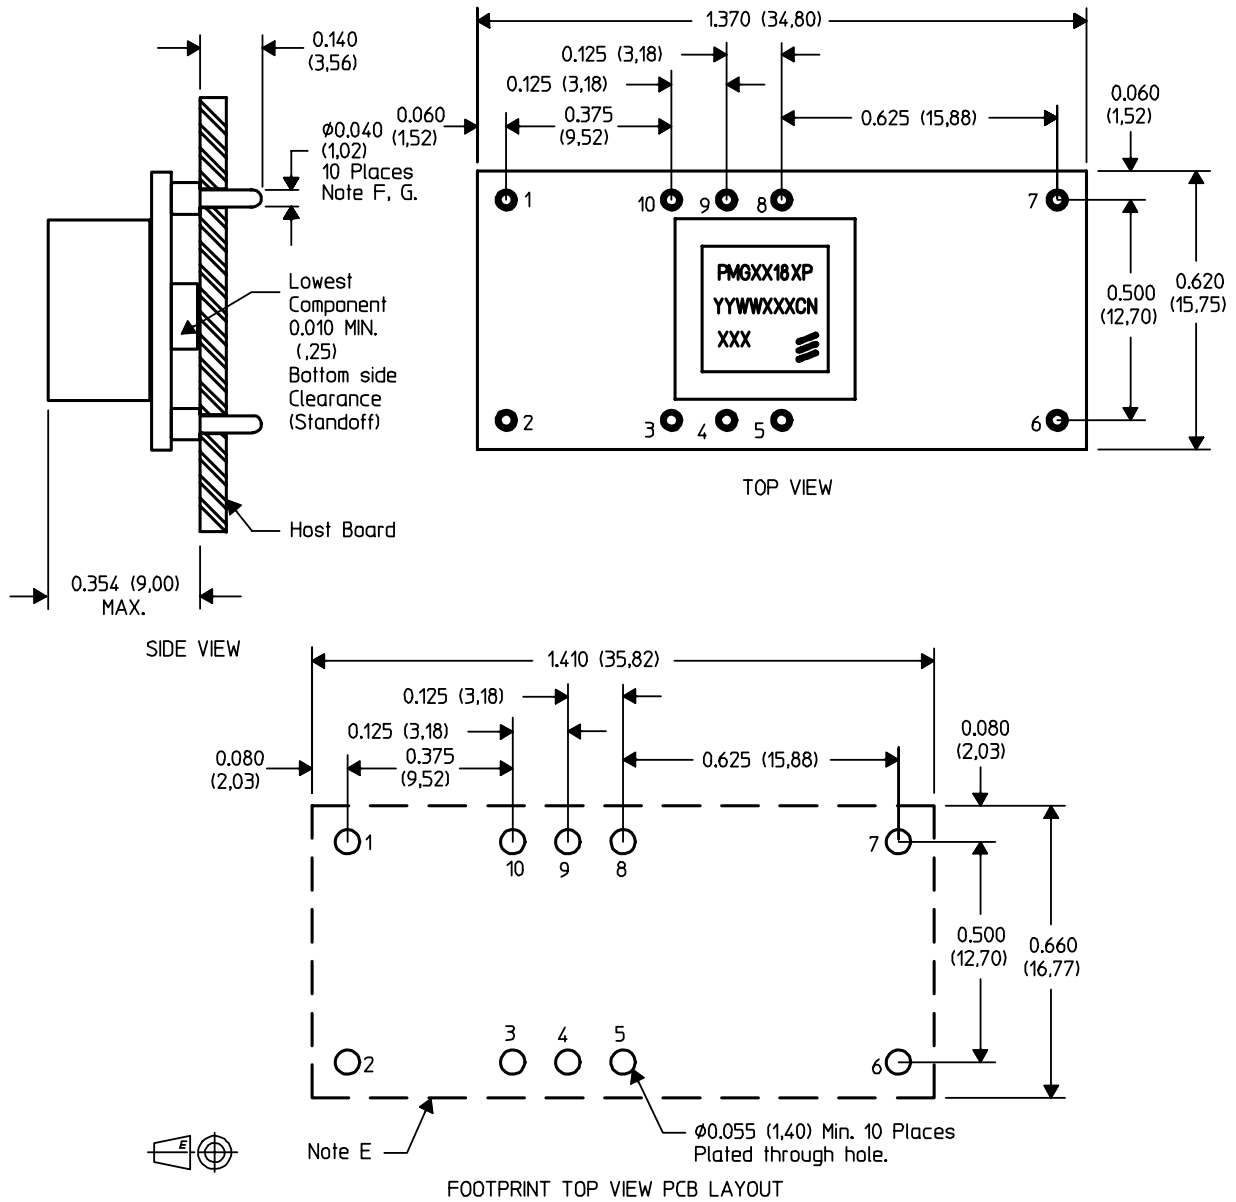 0.140
(3,56)
Ø0.040
(1,02)
10 Places
Note F, G.
Lowest
Component
0.010 MIN.
(,25)
Bottom side
Clearance
(Standoff)
Host Board
0.354 (9,00)
MAX.
SIDE VIEW
1.370 (34,80)
0.125 (3,18)
0.125 (3,18)
0.060
(1,52)
0.375
(9,52)
0.625 (15,88)
0.060
(1,52)
1
10
9
8
7
PMGXX18XP
YYWWXXXCN
XXX
0.500
(12,70)
0.620
(15,75)
2
3
4
5
6
TOP VIEW
1.410 (35,82)
0.125 (3,18)
0.125 (3,18)
0.080
(2,03)
0.375
(9,52)
0.625 (15,88)
0.080
(2,03)
1
10
9
8
7
0.500
(12,70)
0.660
(16,77)
2
3
4
5
6
E
Note E
Ø0.055 (1,40) Min. 10 Places
Plated through hole.
FOOTPRINT TOP VIEW PCB LAYOUT